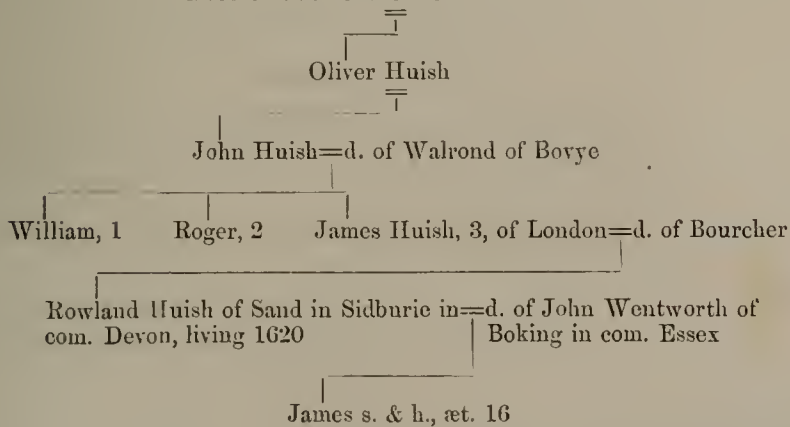 Oliver Huish
John Huish=d. of Walrond of Bovye
William, 1 Roger, 2 James Huish, 3, of London=d. of Bourcher
Rowland Huish of Sand in Sidburie in=d. of John Wentworth of
com. Devon, living 1620 Boking in com. Essex
James s. & h., æt. 16